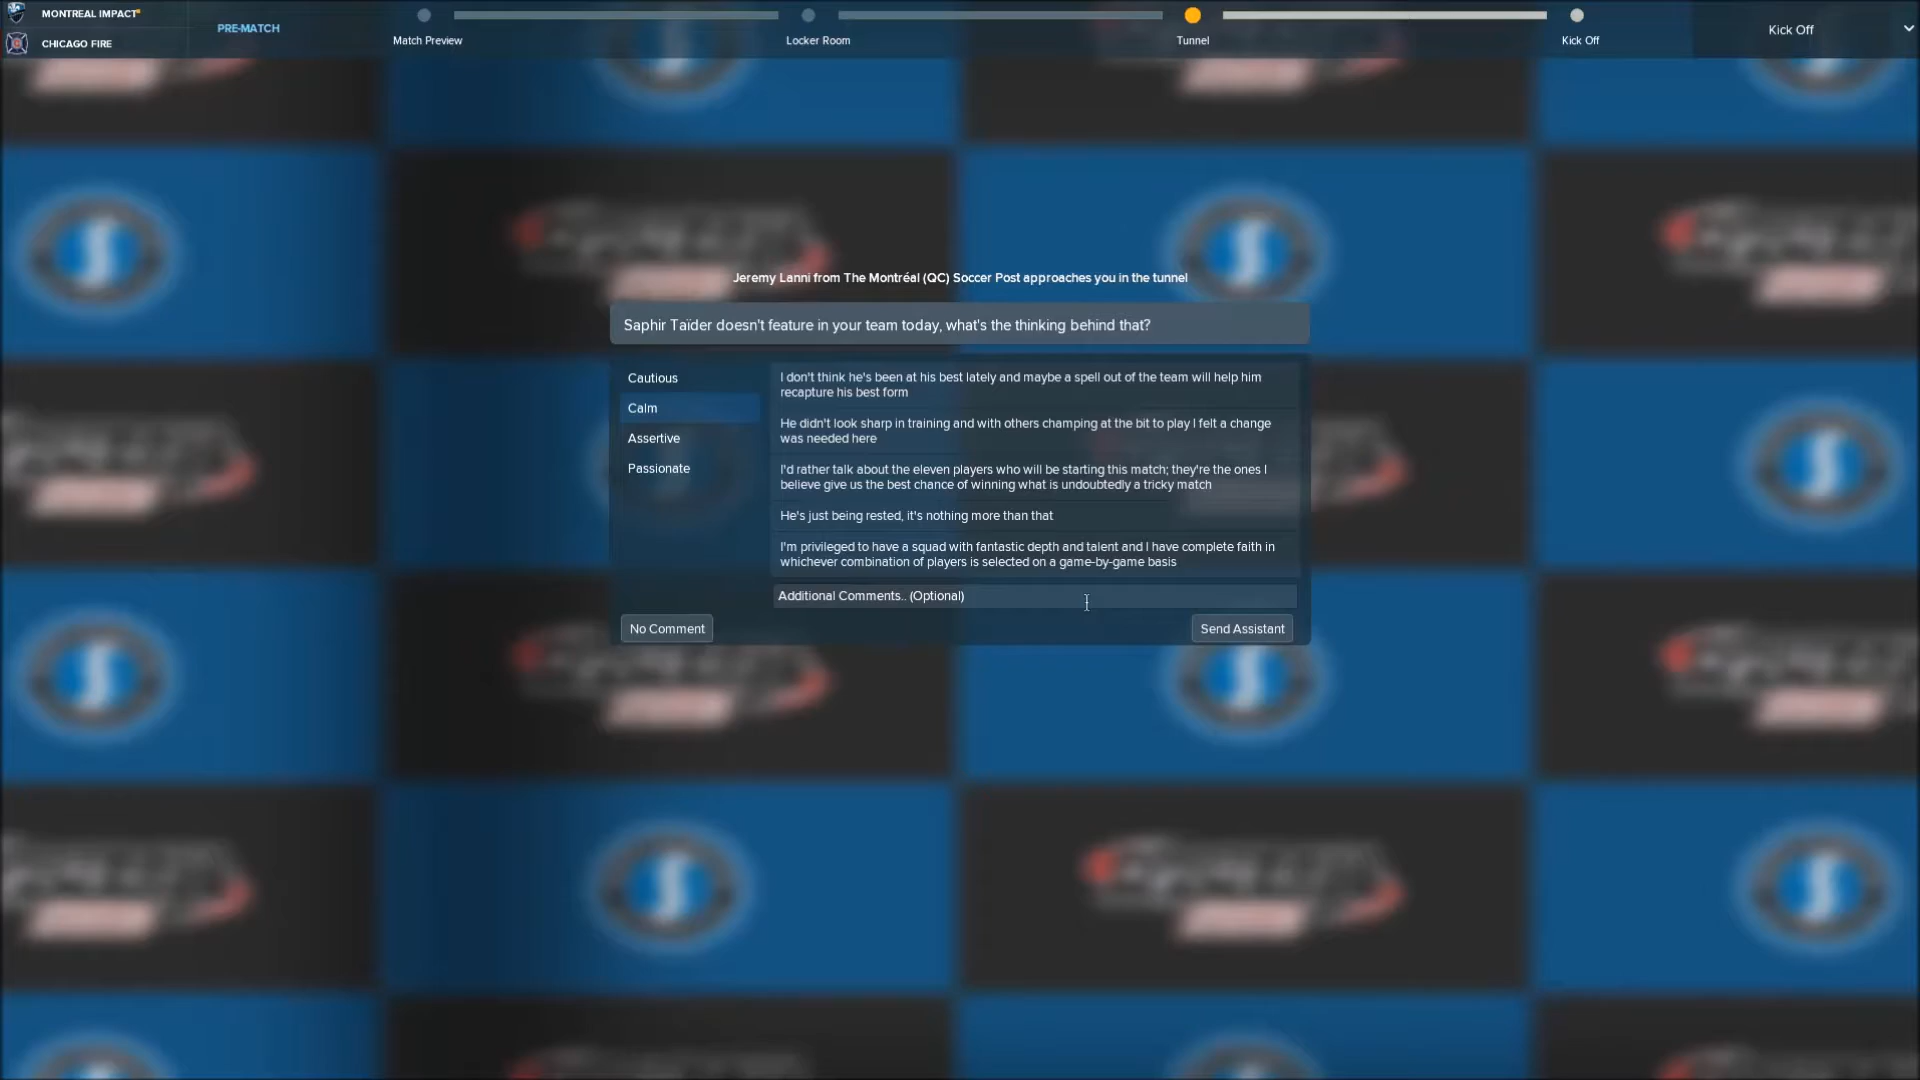 MONTREAL IMPACT
CHICAGO FIRE
PRE-MATCH
Match Preview
Locker Room
Tunnel
Kick Off
Kick Off
Jeremy Lanni from The Montréal (QC) Soccer Post approaches you in the tunnel
Saphir Taïder doesn't feature in your team today, what's the thinking behind that?
Cautious
Calm
Assertive
Passionate
I don't think he's been at his best lately and maybe a spell out of the team will help him
recapture his best form
He didn't look sharp in training and with others champing at the bit to play I felt a change
was needed here
I'd rather talk about the eleven players who will be starting this match; they're the ones I
believe give us the best chance of winning what is undoubtedly a tricky match
He's just being rested, it's nothing more than that
I'm privileged to have a squad with fantastic depth and talent and I have complete faith in
whichever combination of players is selected on a game-by-game basis
Additional Comments.. (Optional)
No Comment
Send Assistant